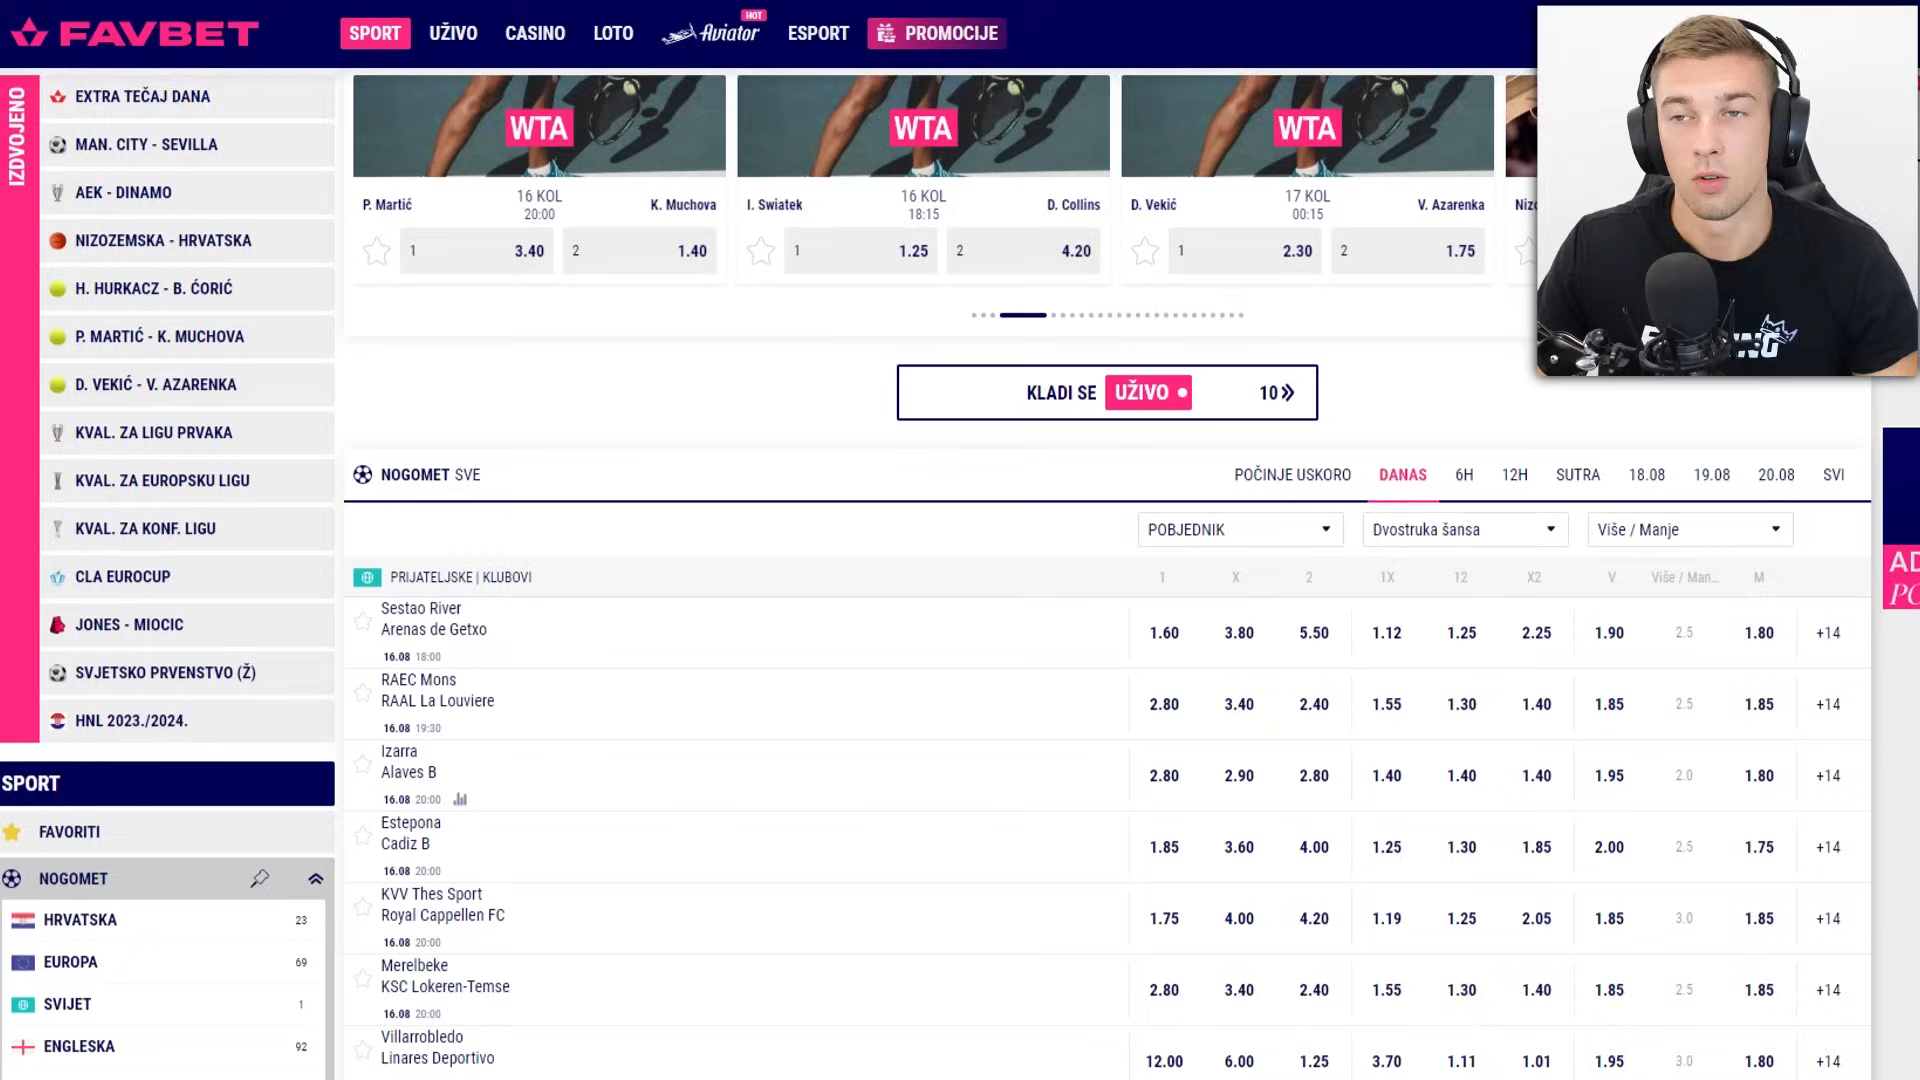 FAVBET
SPORT
UŽIVO
CASINO
LOTO
Aviator
HOT
ESPORT
PROMOCIJE
IZDVOJENO
EXTRA TEČAJ DANA
MAN. CITY - SEVILLA
AEK - DINAMO
NIZOZEMSKA - HRVATSKA
H. HURKACZ - B. ĆORIĆ
P. MARTIĆ - K. MUCHOVA
D. VEKIĆ - V. AZARENKA
KVAL. ZA LIGU PRVAKA
KVAL. ZA EUROPSKU LIGU
KVAL. ZA KONF. LIGU
CLA EUROCUP
JONES - MIOCIC
SVJETSKO PRVENSTVO (Ž)
HNL 2023./2024.
SPORT
FAVORITI
NOGOMET
HRVATSKA 23
EUROPA 69
SVIJET 1
ENGLESKA 92
WTA
P. Martić 16 KOL K. Muchova
20:00
1 3.40 2 1.40
WTA
I. Swiatek 16 KOL D. Collins
18:15
1 1.25 2 4.20
WTA
D. Vekić 17 KOL V. Azarenka
00:15
1 2.30 2 1.75
KLADI SE UŽIVO 10
NOGOMET SVE POČINJE USKORO DANAS 6H 12H SUTRA 18.08 19.08 20.08 SVI
POBJEDNIK Dvostruka šansa Više / Manje
PRIJATELJSKE | KLUBOVI 1 X 2 1X 12 X2 V Više / Man... M
Sestao River
Arenas de Getxo
16.08 18:00
1.60 3.80 5.50 1.12 1.25 2.25 1.90 2.5 1.80 +14
RAEC Mons
RAAL La Louviere
16.08 19:30
2.80 3.40 2.40 1.55 1.30 1.40 1.85 2.5 1.85 +14
Izarra
Alaves B
16.08 20:00
2.80 2.90 2.80 1.40 1.40 1.40 1.95 2.0 1.80 +14
Estepona
Cadiz B
16.08 20:00
1.85 3.60 4.00 1.25 1.30 1.85 2.00 2.5 1.75 +14
KVV Thes Sport
Royal Cappellen FC
16.08 20:00
1.75 4.00 4.20 1.19 1.25 2.05 1.85 3.0 1.85 +14
Merelbeke
KSC Lokeren-Temse
16.08 20:00
2.80 3.40 2.40 1.55 1.30 1.40 1.85 2.5 1.85 +14
Villarrobledo
Linares Deportivo
12.00 6.00 1.25 3.70 1.11 1.01 1.95 3.0 1.80 +14